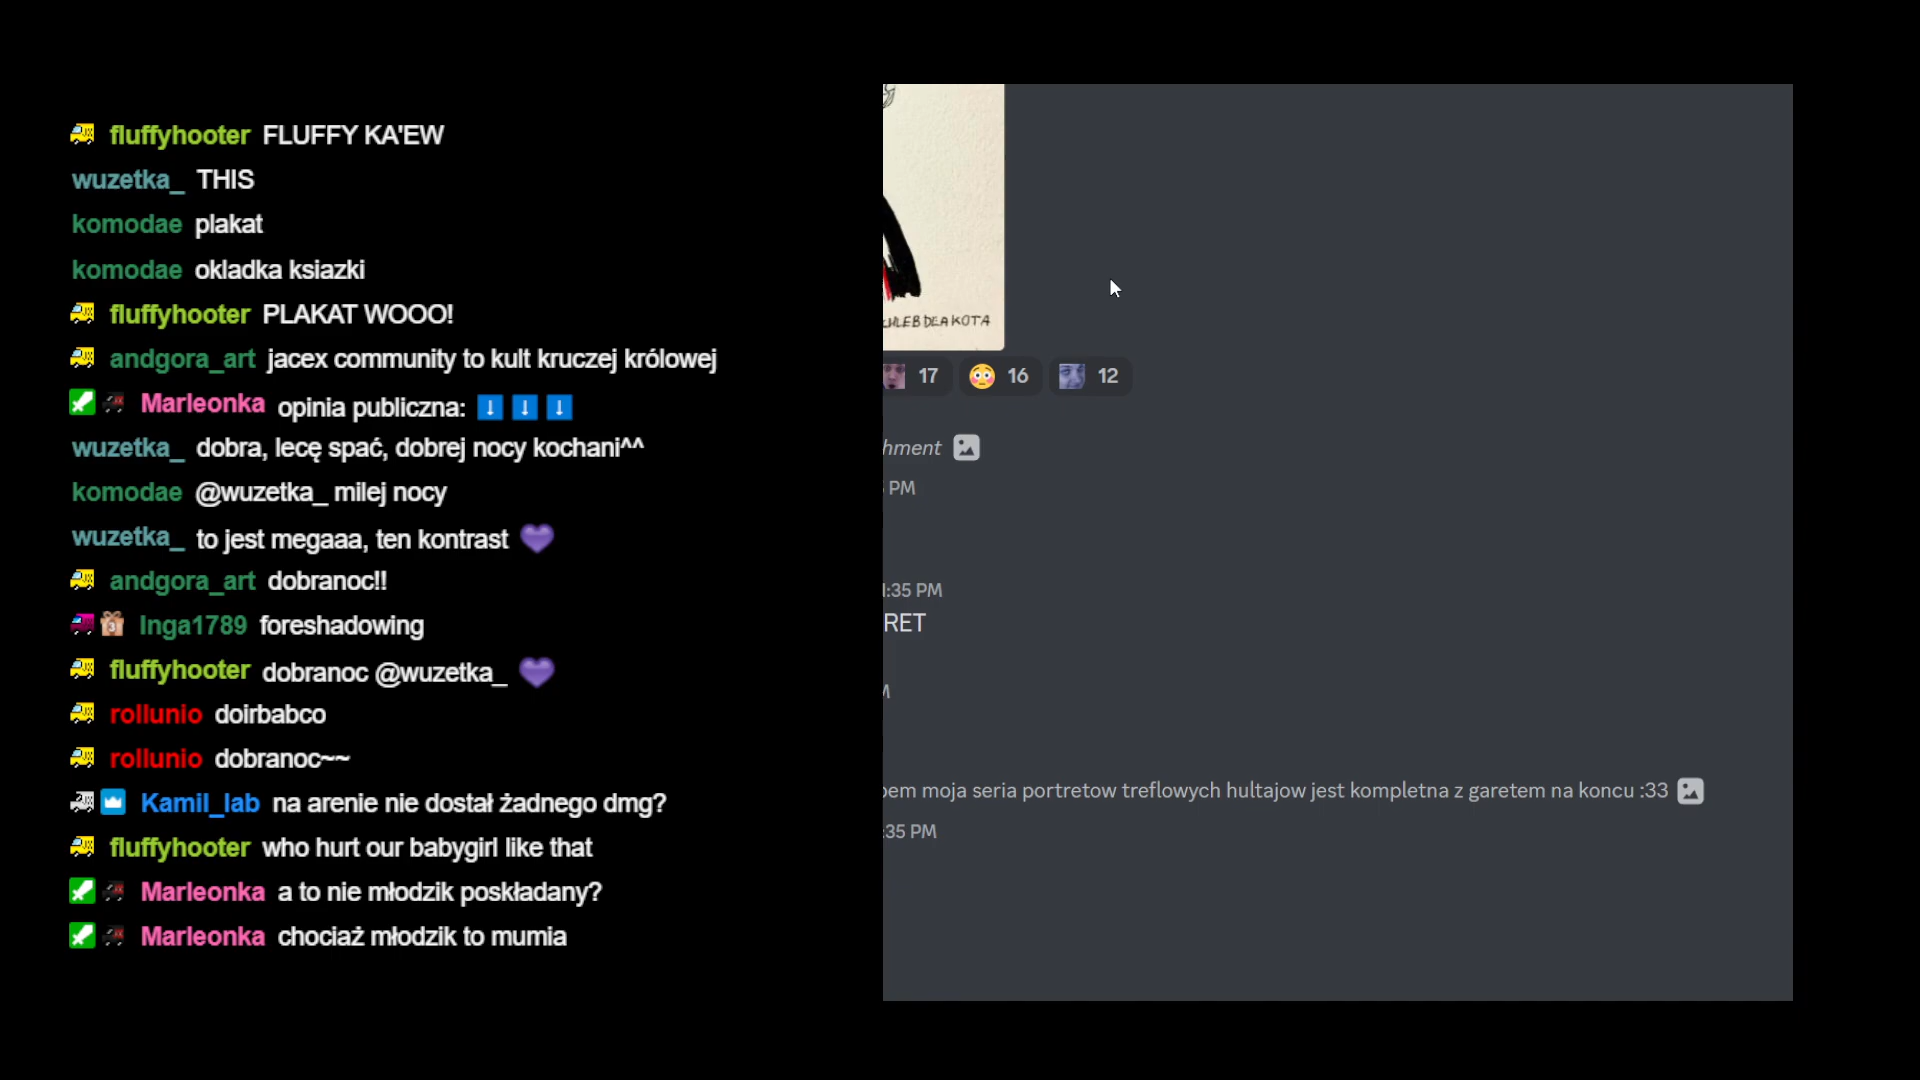 fluffyhooter FLUFFY KA'EW
wuzetka_ THIS
komodae plakat
komodae okladka ksiazki
fluffyhooter PLAKAT WOOO!
andgora_art jacex community to kult kruczej królowej
Marleonka opinia publiczna:
wuzetka_ dobra, lecę spać, dobrej nocy kochani^^
komodae @wuzetka_ milej nocy
wuzetka_ to jest megaaa, ten kontrast
andgora_art dobranoc!!
Inga1789 foreshadowing
fluffyhooter dobranoc @wuzetka_
rollunio doirbabco
rollunio dobranoc~~
Kamil_lab na arenie nie dostał żadnego dmg?
fluffyhooter who hurt our babygirl like that
Marleonka a to nie młodzik poskładany?
Marleonka chociaż młodzik to mumia
HLEB DLA KOTA
17 16 12
hment
PM
:35 PM
RET
moja seria portretow treflowych hultajow jest kompletna z garetem na koncu :33
:35 PM